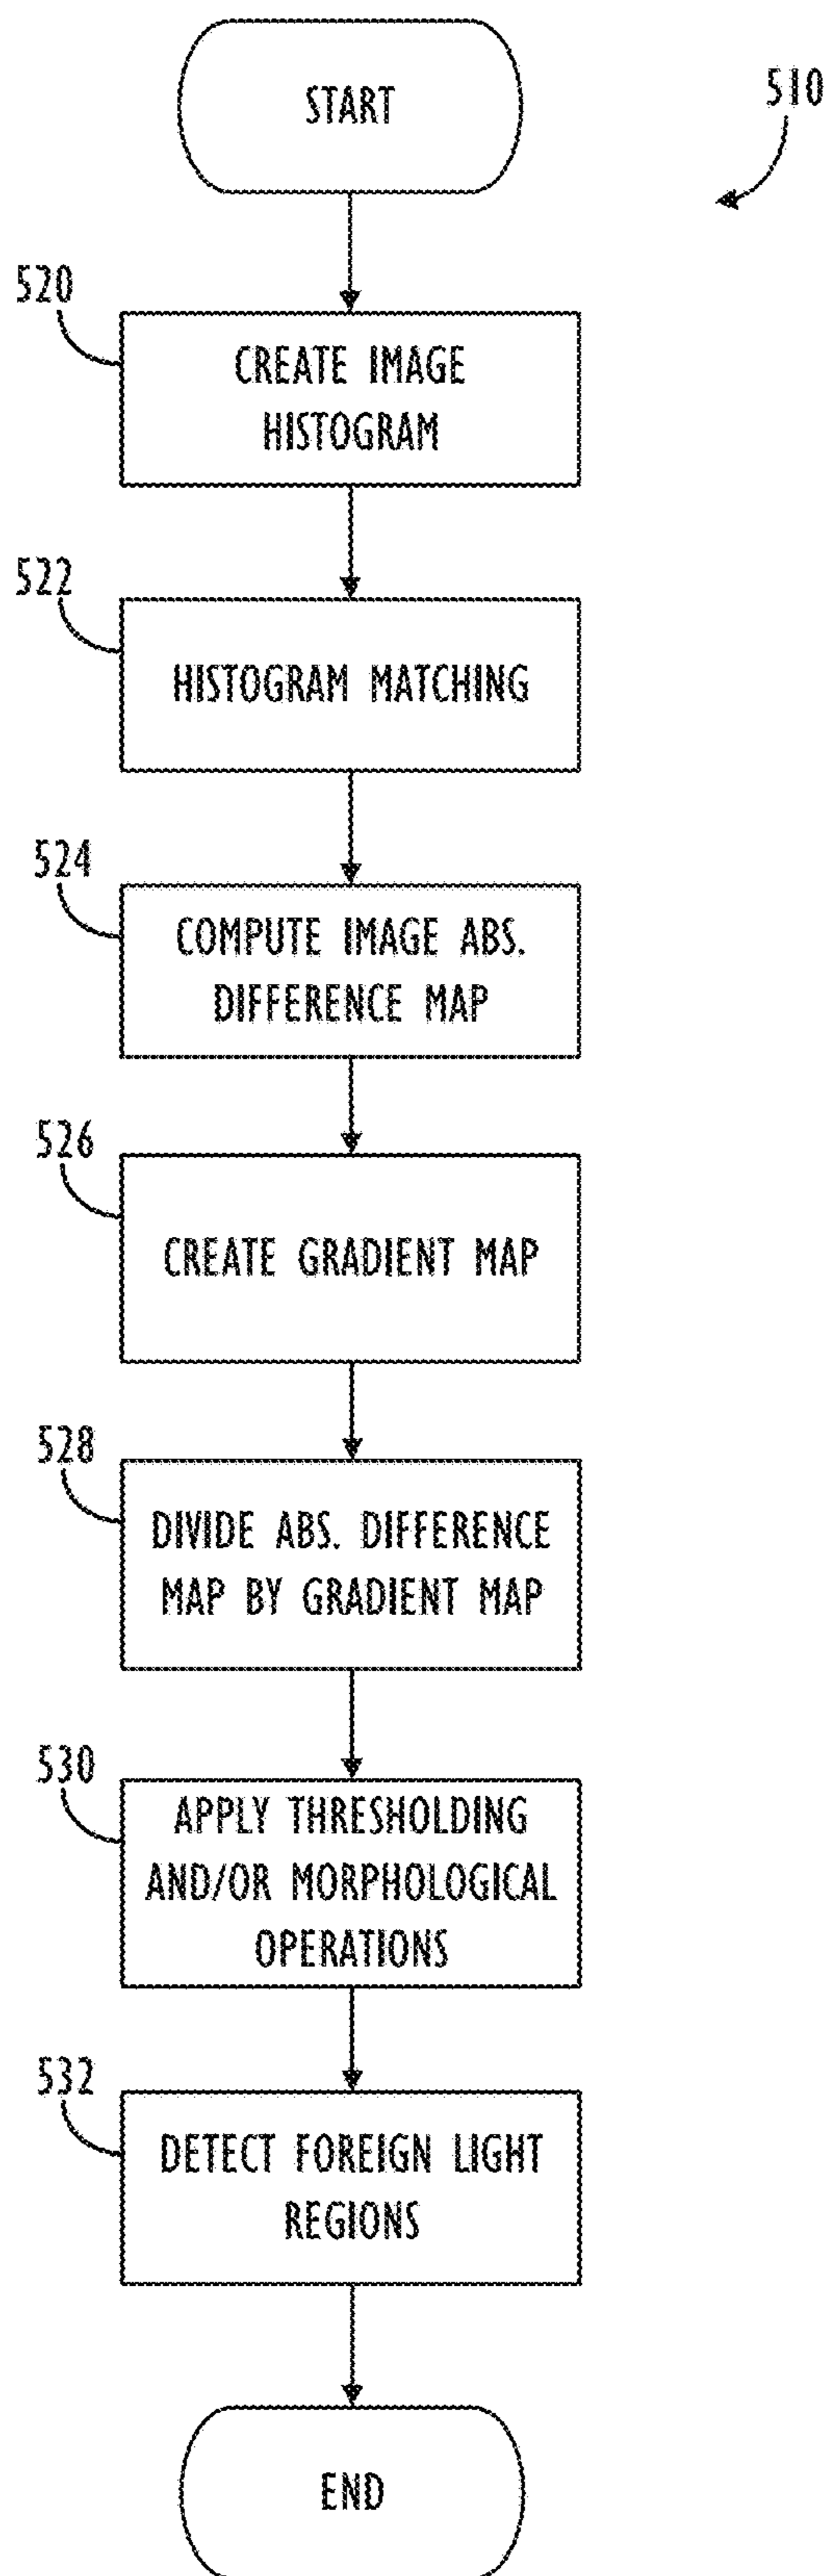 START
510
520
CREATE IMAGE
HISTOGRAM
522
HISTOGRAM MATCHING
524
COMPUTE IMAGE ABS.
DIFFERENCE MAP
526
CREATE GRADIENT MAP
528
DIVIDE ABS. DIFFERENCE
MAP BY GRADIENT MAP
530
APPLY THRESHOLDING
AND/OR MORPHOLOGICAL
OPERATIONS
532
DETECT FOREIGN LIGHT
REGIONS
END